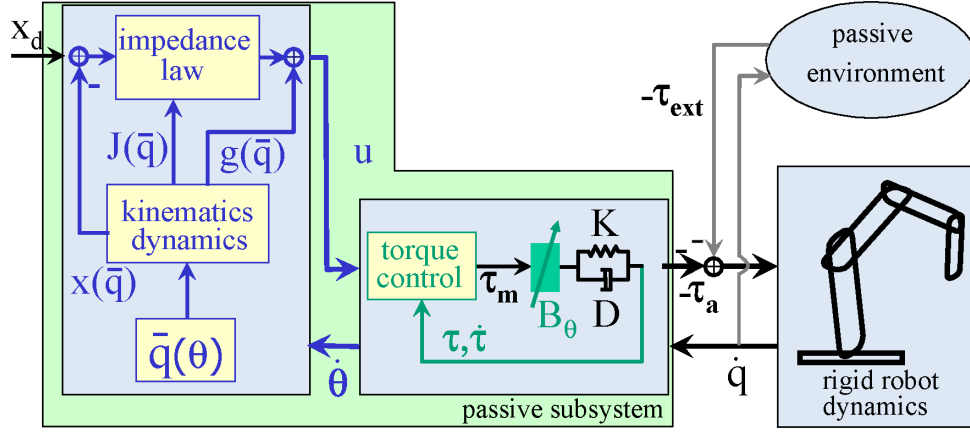 x_d
impedance
law
-
J(q̄)
g(q̄)
u
kinematics
dynamics
x(q̄)
q̄(θ)
θ̇
torque
control
τ_m
B_θ
K
D
τ,τ̇
passive subsystem
-τ_ext
passive
environment
- -
-τ_a
q̇
rigid robot
dynamics